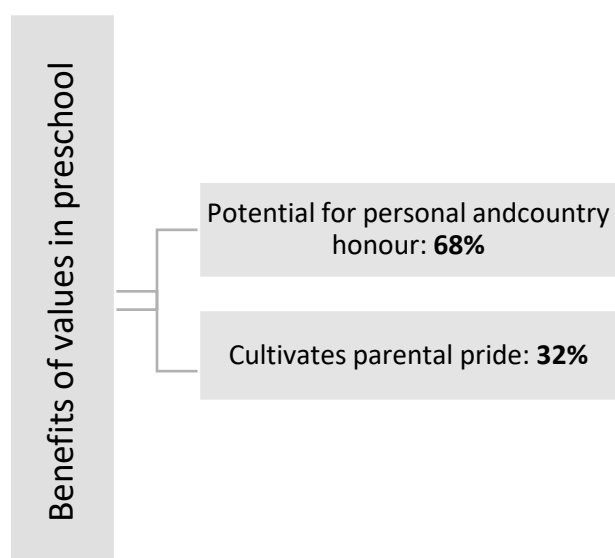 Benefits of values in preschool
Potential for personal andcountry
honour: 68%
Cultivates parental pride: 32%